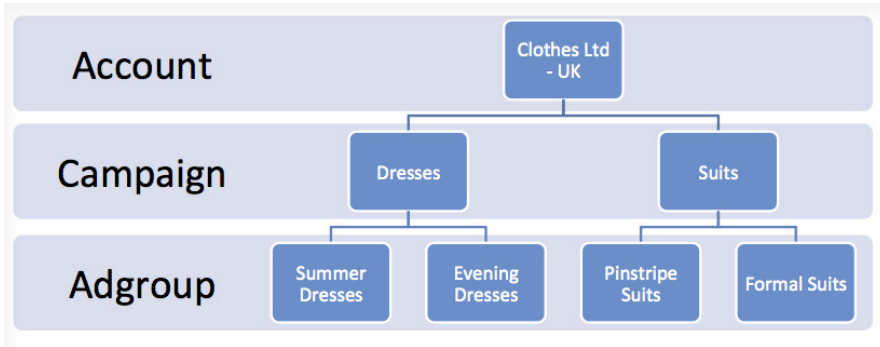 Account
Clothes Ltd
- UK
Campaign
Dresses
Suits
Adgroup
Summer
Dresses
Evening
Dresses
Pinstripe
Suits
Formal Suits